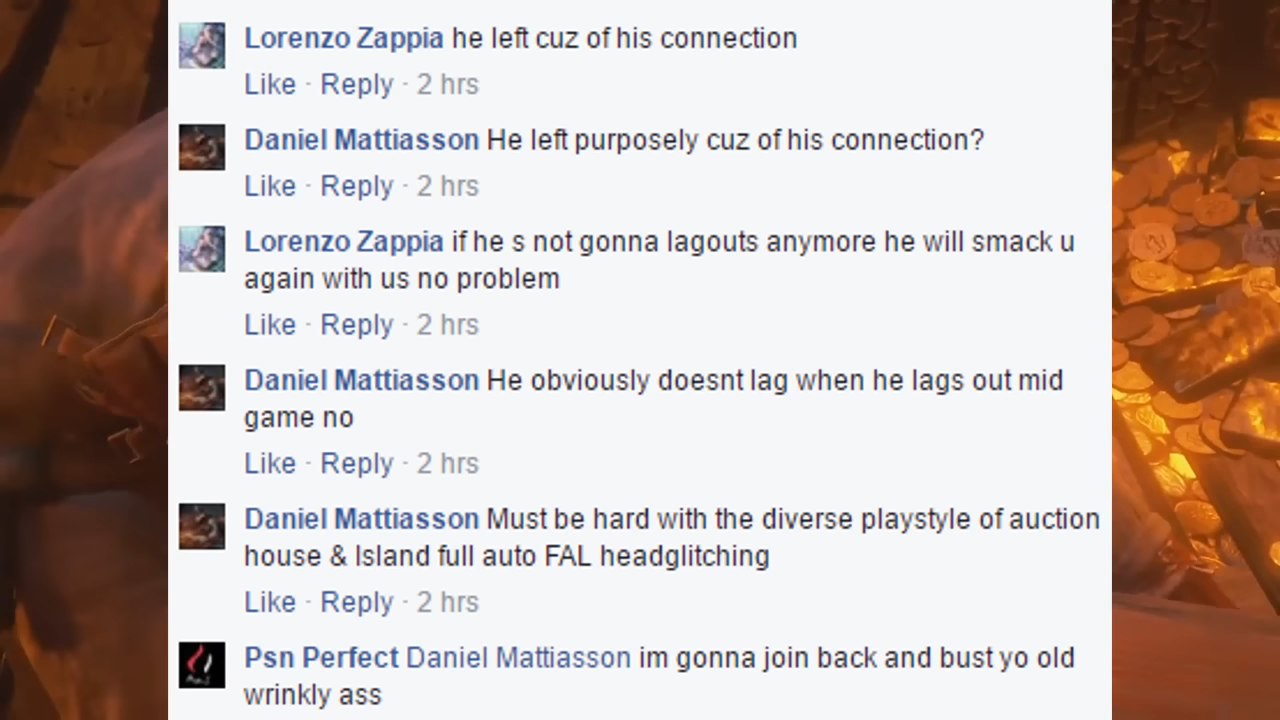 Lorenzo Zappia he left cuz of his connection
Like · Reply · 2 hrs
Daniel Mattiasson He left purposely cuz of his connection?
Like · Reply · 2 hrs
Lorenzo Zappia if he s not gonna lagouts anymore he will smack u
again with us no problem
Like · Reply · 2 hrs
Daniel Mattiasson He obviously doesnt lag when he lags out mid
game no
Like · Reply · 2 hrs
Daniel Mattiasson Must be hard with the diverse playstyle of auction
house & Island full auto FAL headglitching
Like · Reply · 2 hrs
Psn Perfect Daniel Mattiasson im gonna join back and bust yo old
wrinkly ass